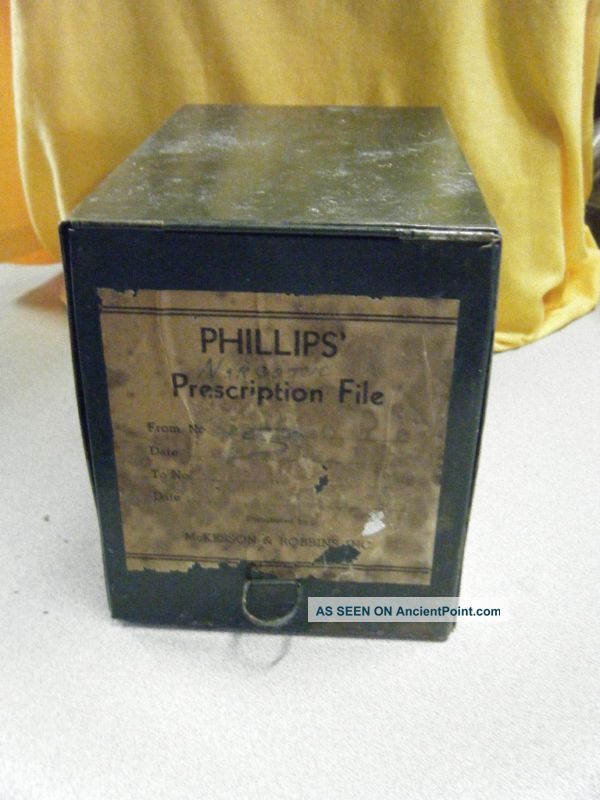 PHILLIPS'
Prescription File
From No
Date
To No.
Date
McKESSON & ROBBINS INC
AS SEEN ON AncientPoint.com